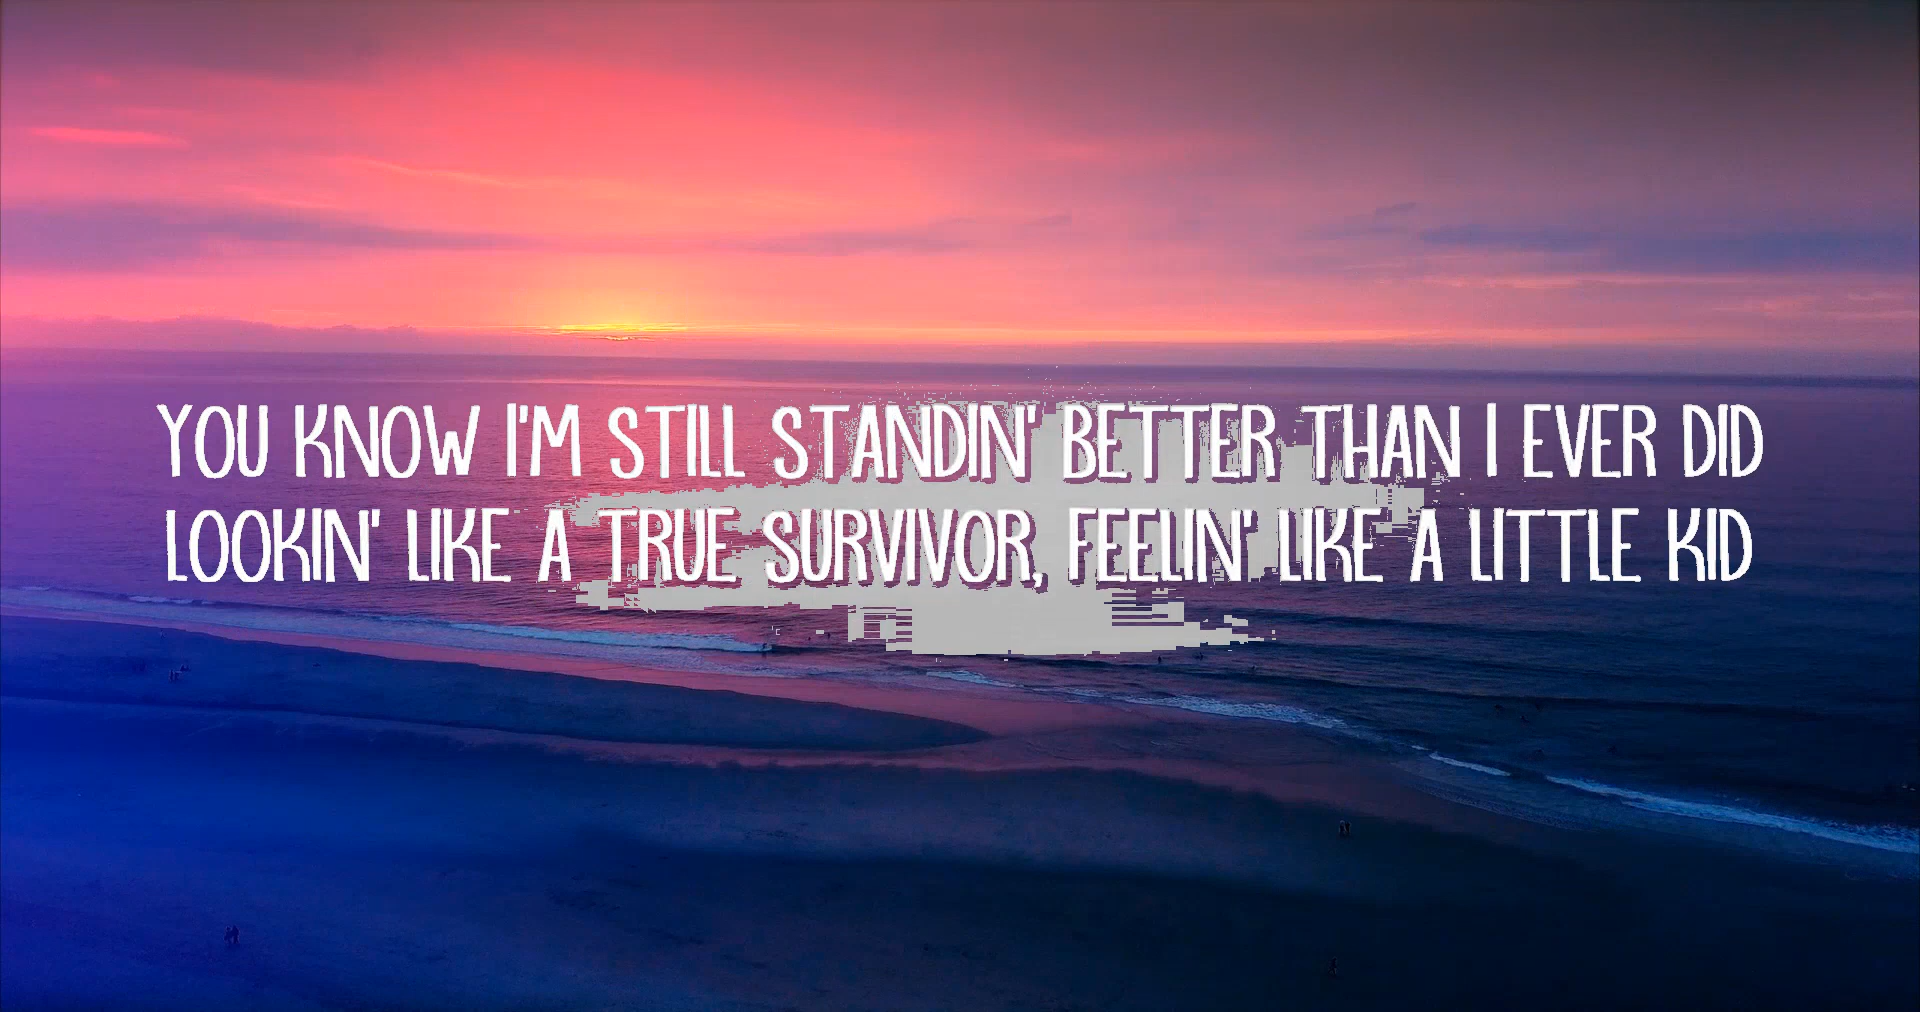 YOU KNOW I'M STILL STANDIN' BETTER THAN I EVER DID
LOOKIN' LIKE A TRUE SURVIVOR, FEELIN' LIKE A LITTLE KID